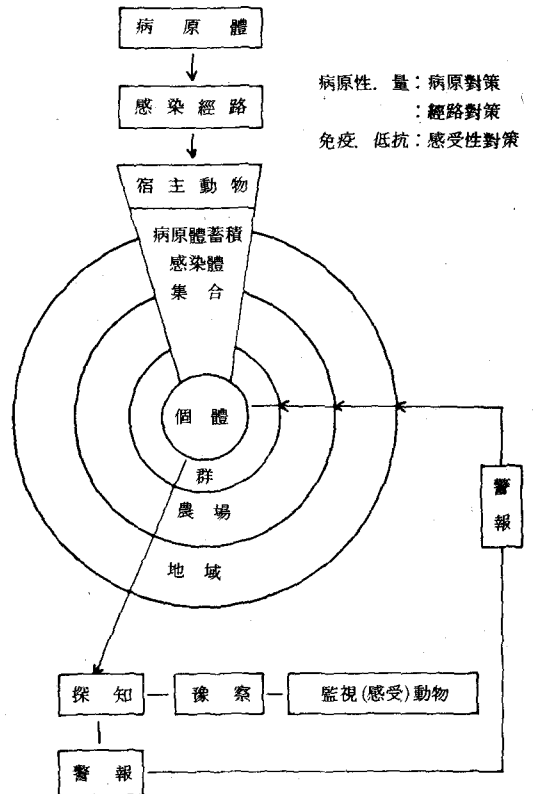 病原體
感染經路
病原性. 量 : 病原對策
: 經路對策
免疫. 低抗 : 感受性對策
宿主動物
病原體蓄積
感染體
集合
個體
群
農場
地域
警報
探知
豫察
監視(感受)動物
警報